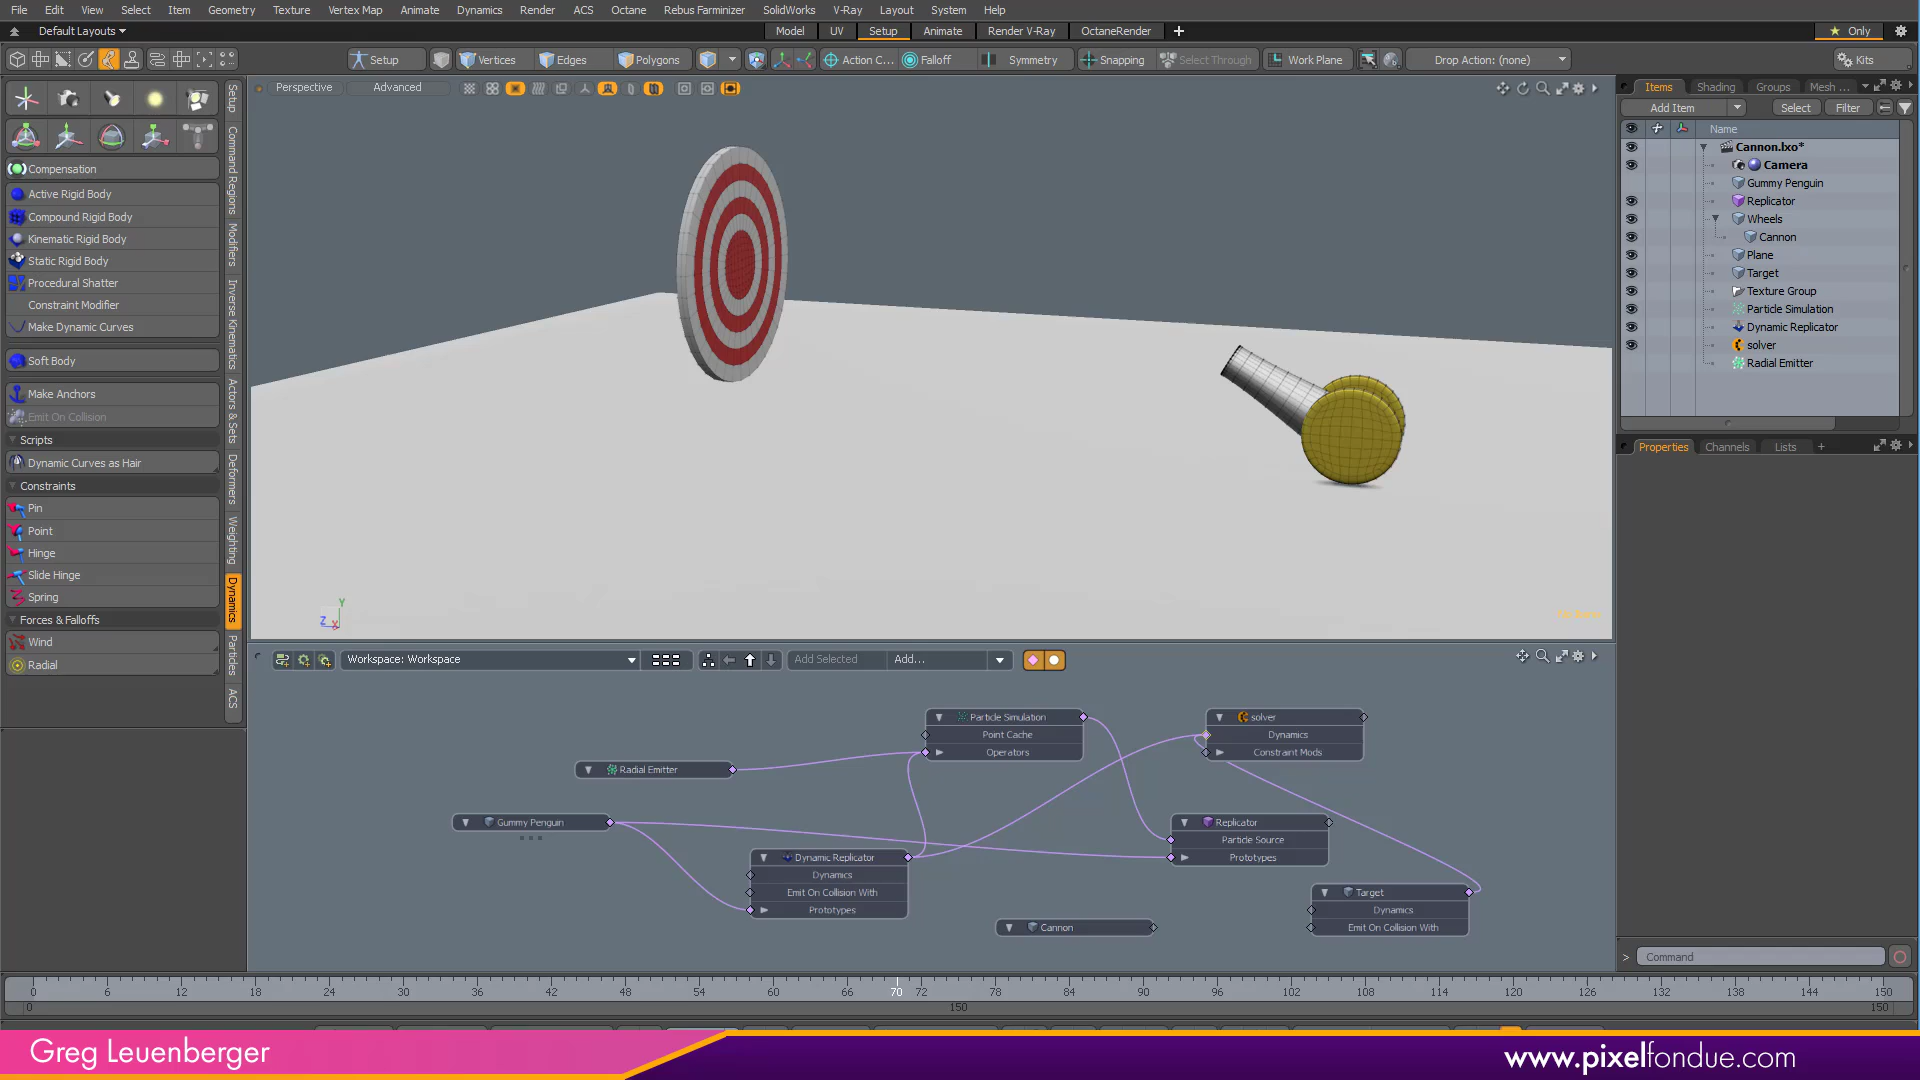 File Edit View Select Item Geometry Texture Vertex Map Animate Dynamics Render ACS Octane Rebus Farminizer SolidWorks V-Ray Layout System Help
Default Layouts Model UV Setup Animate Render V-Ray OctaneRender + Only
Setup Vertices Edges Polygons Action C... Falloff Symmetry Snapping Select Through Work Plane Drop Action: (none) Kits
Perspective Advanced
Items Shading Groups Mesh ...
Add Item Select Filter
Name
Cannon.lxo*
Camera
Gummy Penguin
Replicator
Wheels
Cannon
Plane
Target
Texture Group
Particle Simulation
Dynamic Replicator
solver
Radial Emitter
Properties Channels Lists +
Compensation
Active Rigid Body
Compound Rigid Body
Kinematic Rigid Body
Static Rigid Body
Procedural Shatter
Constraint Modifier
Make Dynamic Curves
Soft Body
Make Anchors
Emit On Collision
Scripts
Dynamic Curves as Hair
Constraints
Pin
Point
Hinge
Slide Hinge
Spring
Forces & Falloffs
Wind
Radial
Setup
Command Regions
Modifiers
Inverse Kinematics
Actors & Sets
Deformers
Weighting
Dynamics
Particles
ACS
Y
Z X
Workspace: Workspace Add Selected Add...
Particle Simulation
Point Cache
Operators
solver
Dynamics
Constraint Mods
Radial Emitter
Gummy Penguin
Replicator
Particle Source
Prototypes
Dynamic Replicator
Dynamics
Emit On Collision With
Prototypes
Target
Dynamics
Emit On Collision With
Cannon
> Command
0 6 12 18 24 30 36 42 48 54 60 66 70 72 78 84 90 96 102 108 114 120 126 132 138 144 150
0 150 150
Greg Leuenberger
www.pixelfondue.com